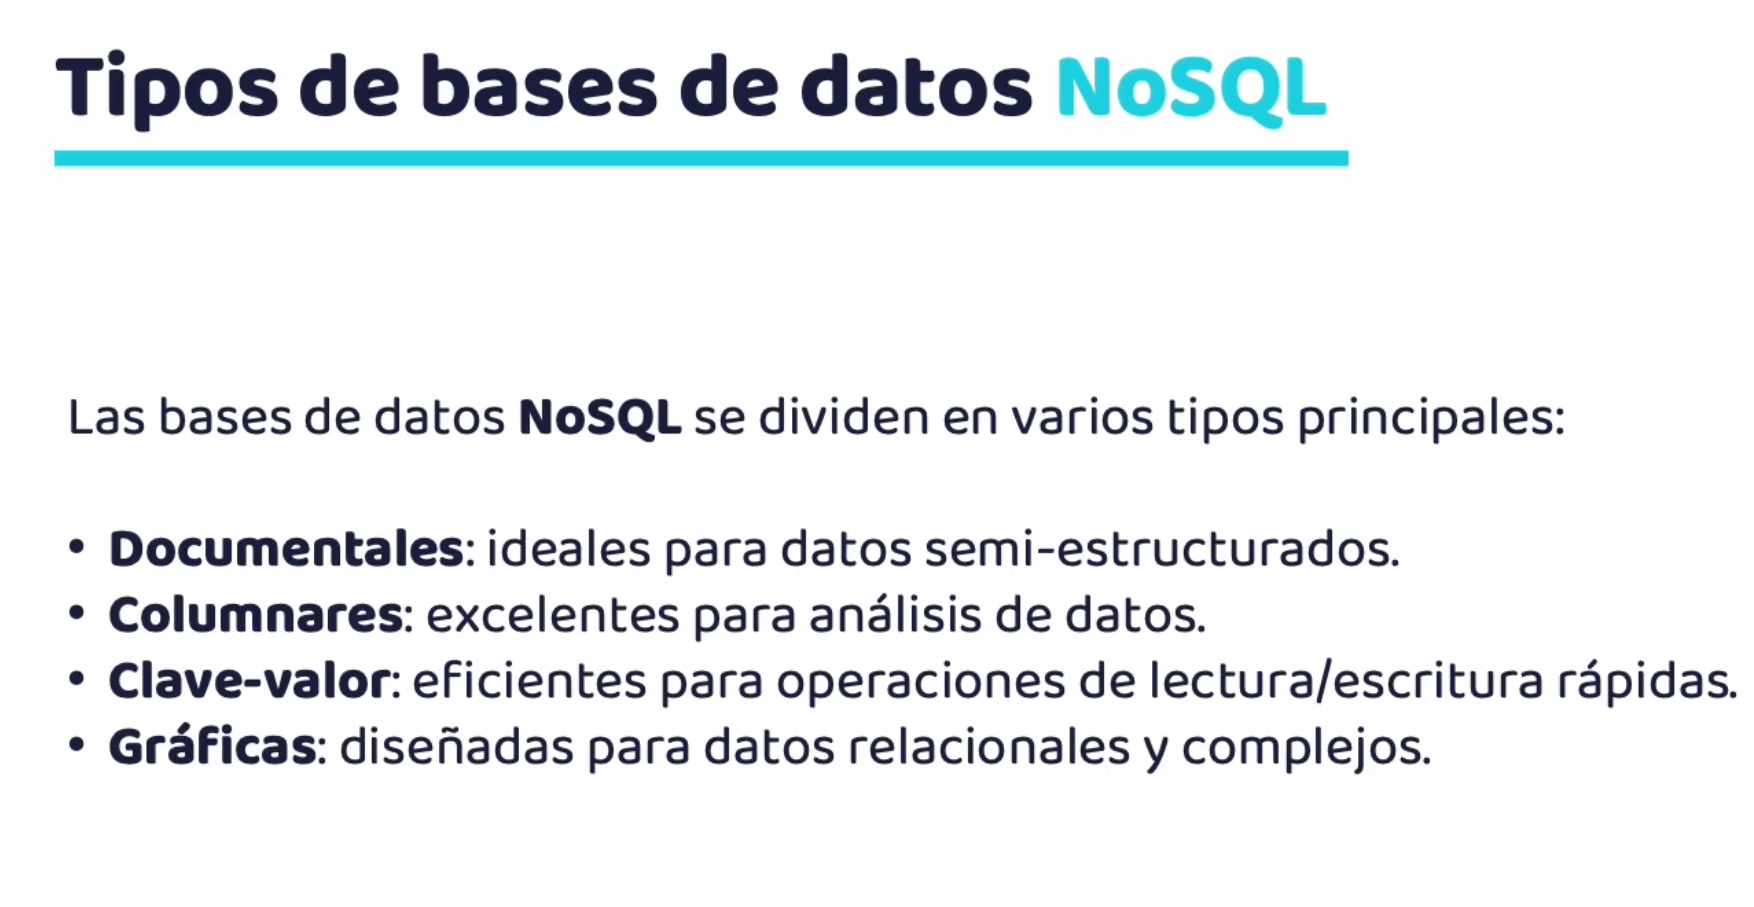 Tipos de bases de datos NoSQL
Las bases de datos NoSQL se dividen en varios tipos principales:
• Documentales: ideales para datos semi-estructurados.
• Columnares: excelentes para análisis de datos.
• Clave-valor: eficientes para operaciones de lectura/escritura rápidas.
• Gráficas: diseñadas para datos relacionales y complejos.